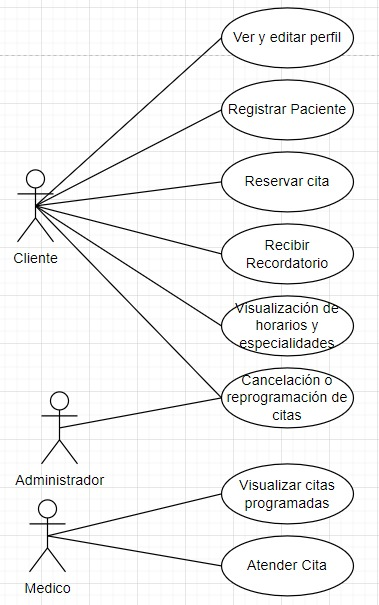 Ver y editar perfil
Registrar Paciente
Reservar cita
Cliente
Recibir
Recordatorio
Visualización de
horarios y
especialidades
Cancelación o
reprogramación de
citas
Administrador
Visualizar citas
programadas
Medico
Atender Cita